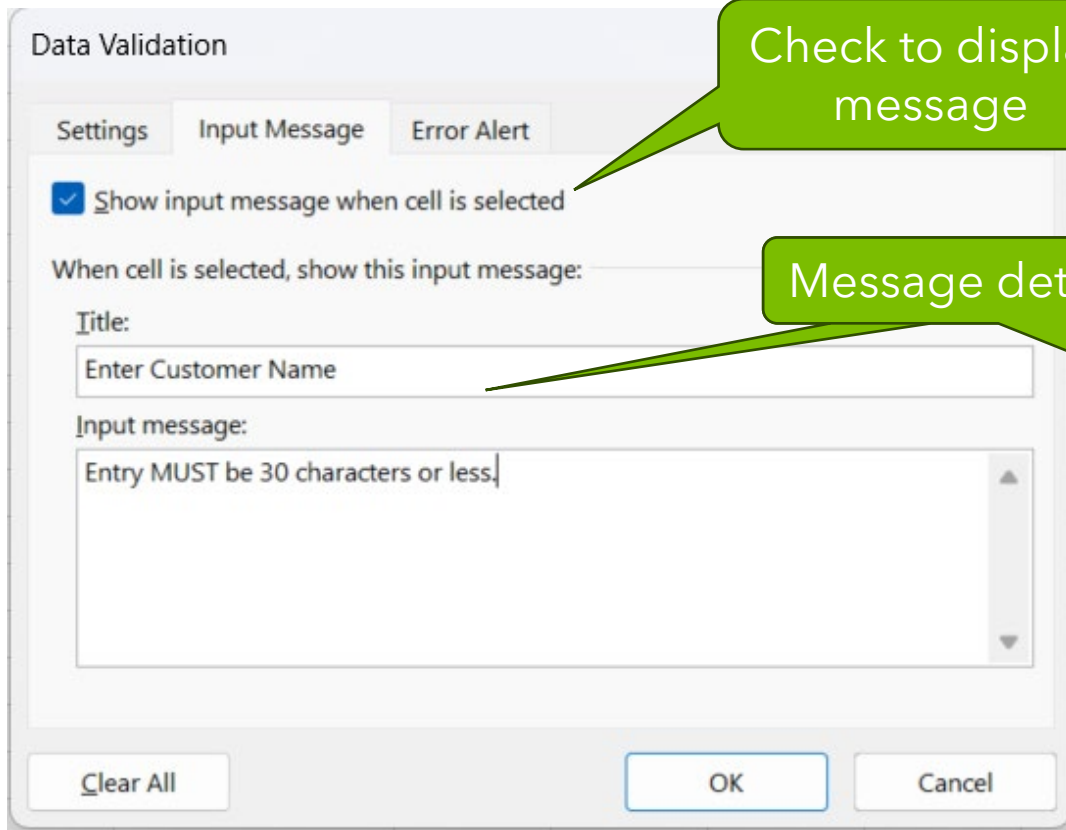 Data Validation
Check to displa
message
Settings Input Message Error Alert
Show input message when cell is selected
When cell is selected, show this input message:
Message det
Title:
Enter Customer Name
Input message:
Entry MUST be 30 characters or less.
Clear All OK Cancel